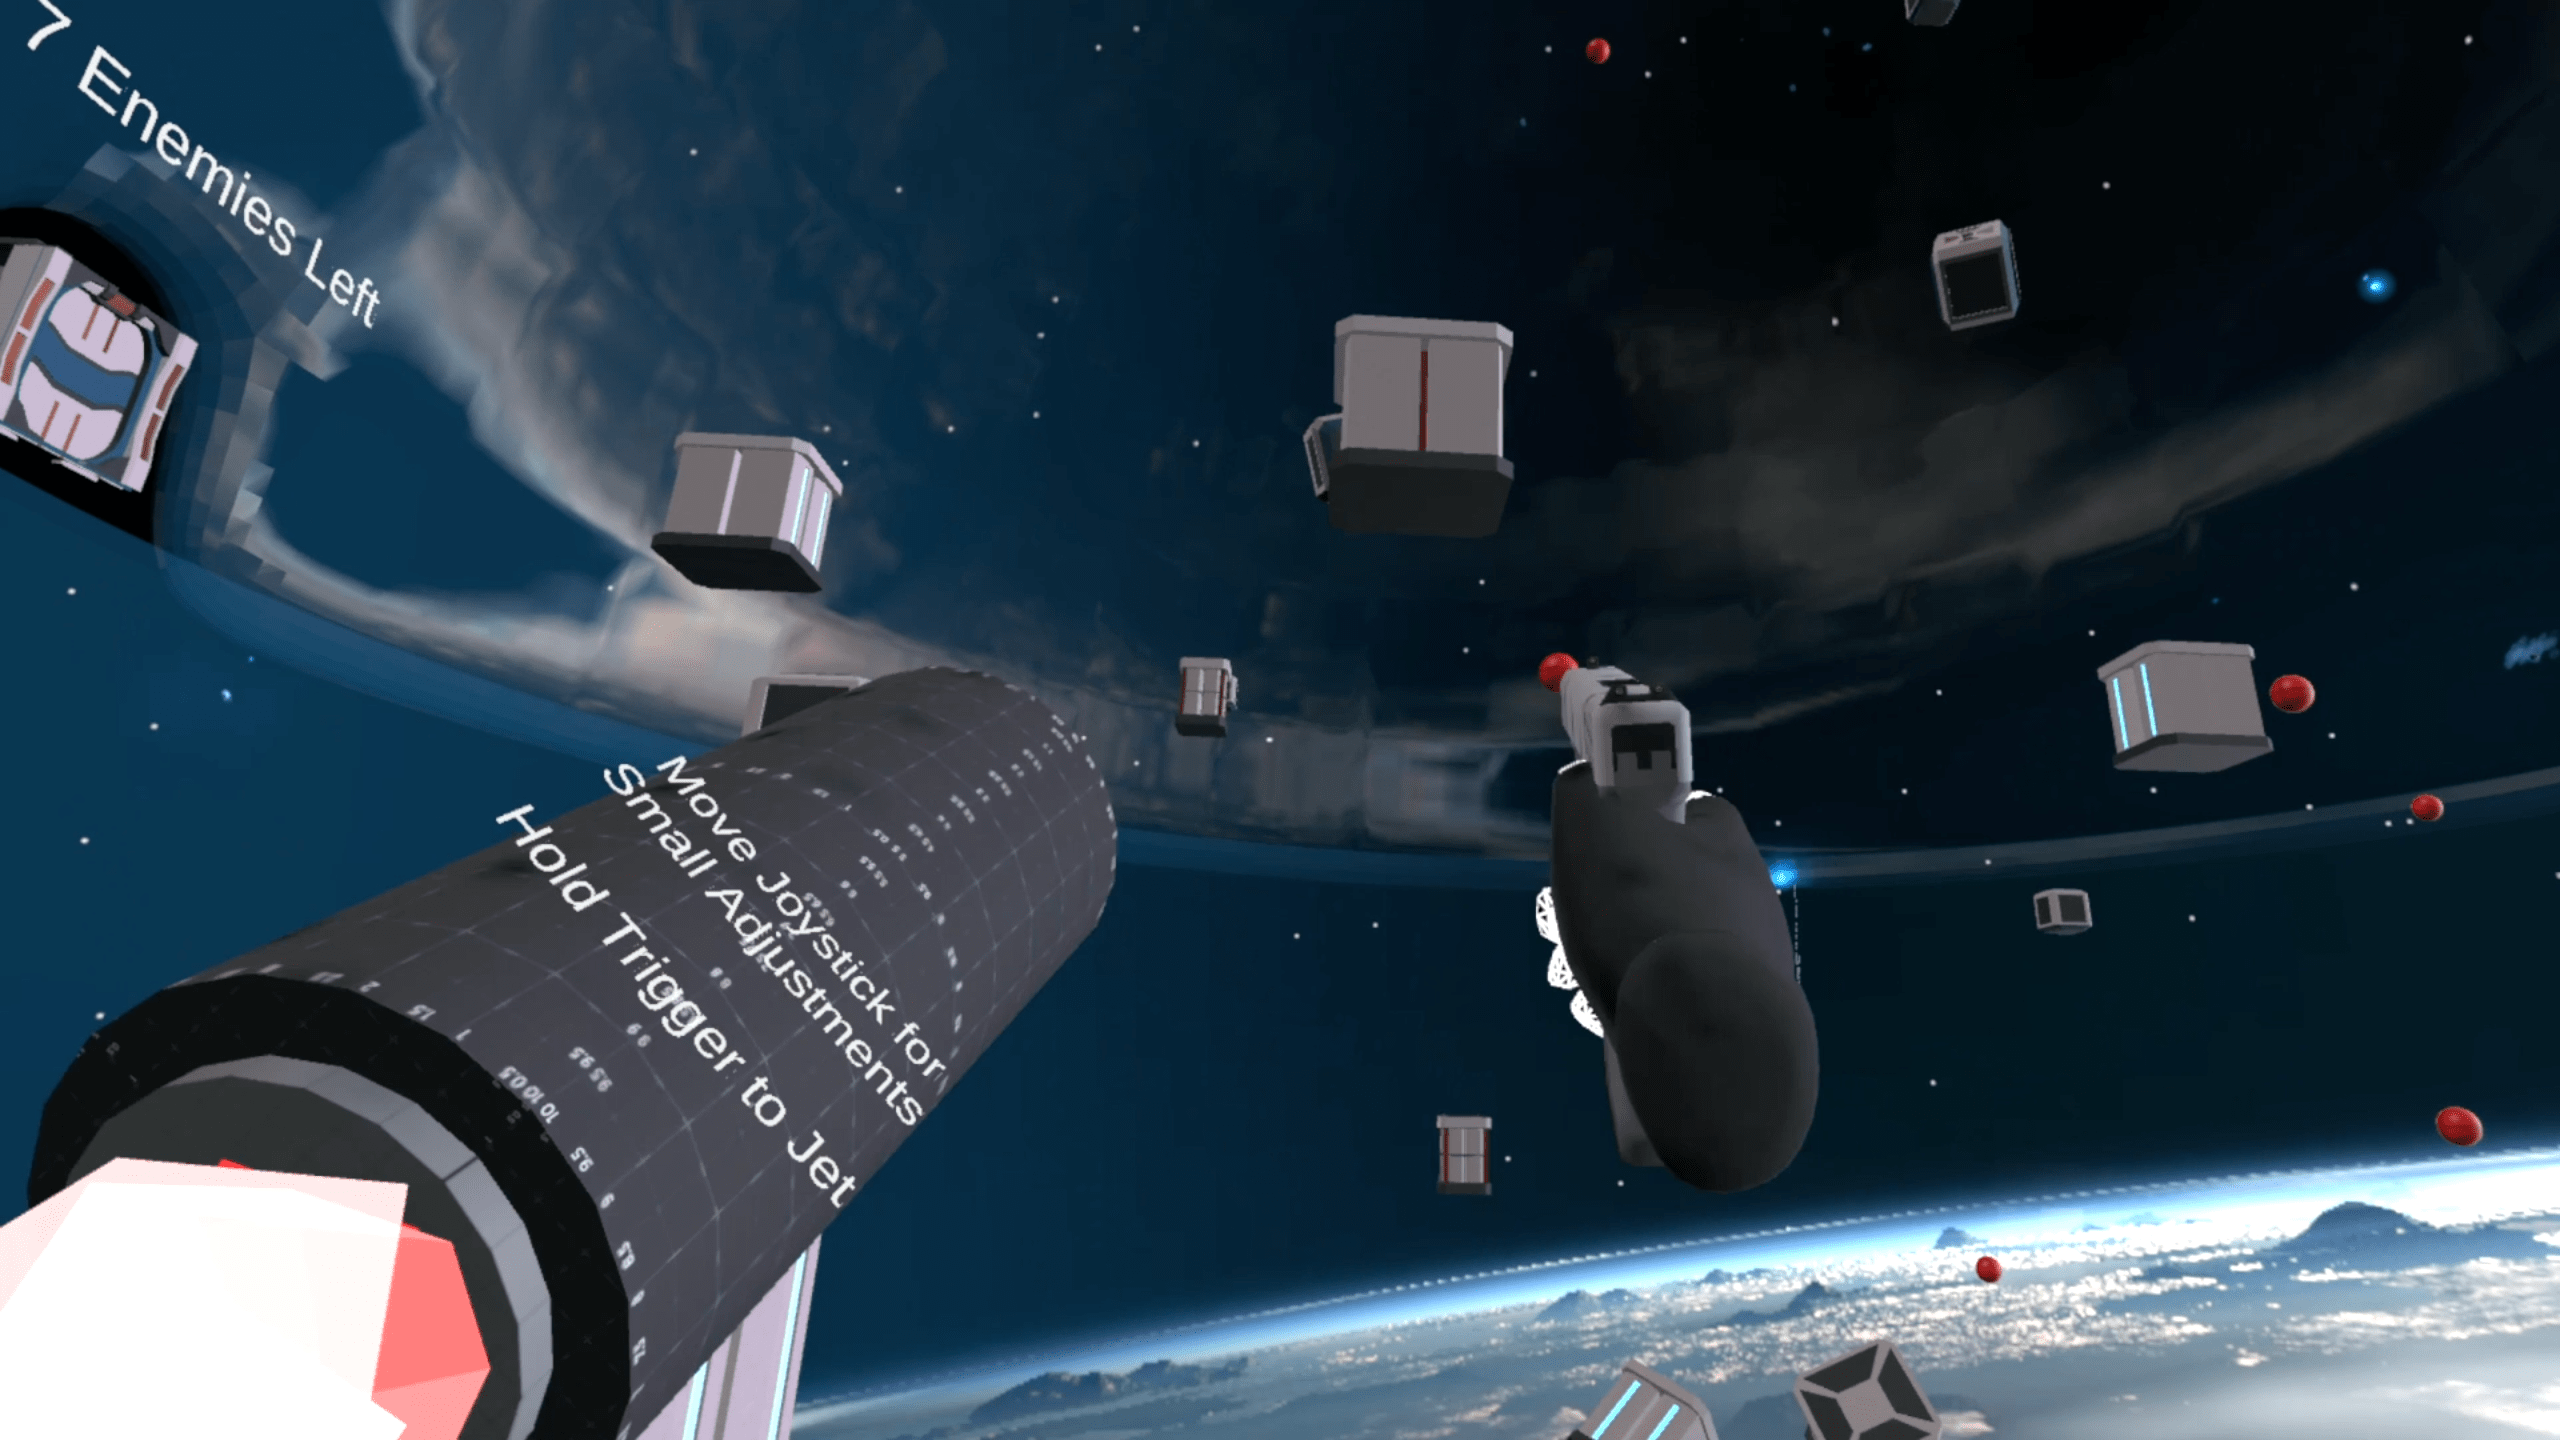 7 Enemies Left
Move Joystick for
Small Adjustments
Hold Trigger to Jet